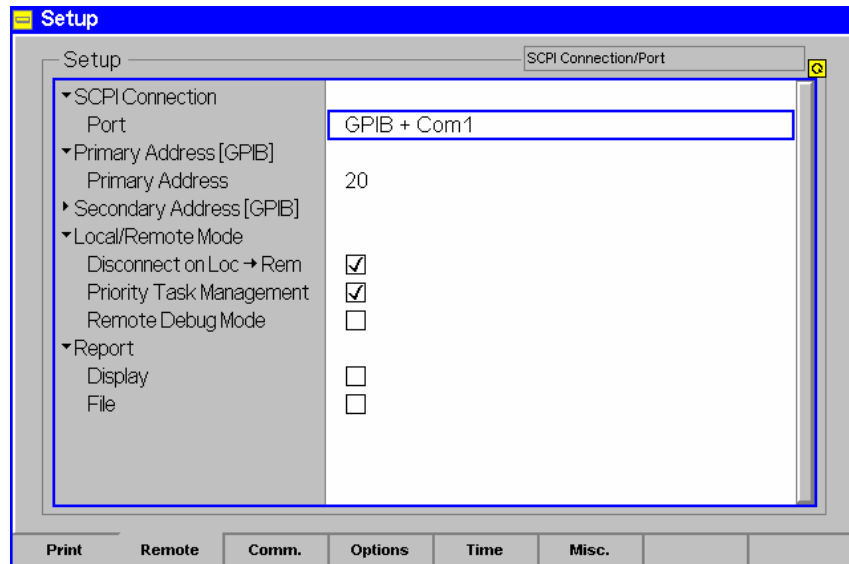 Setup
Setup
SCPI Connection/Port
SCPI Connection
Port GPIB + Com1
Primary Address [GPIB]
Primary Address 20
Secondary Address [GPIB]
Local/Remote Mode
Disconnect on Loc → Rem
Priority Task Management
Remote Debug Mode
Report
Display
File
Print Remote Comm. Options Time Misc.